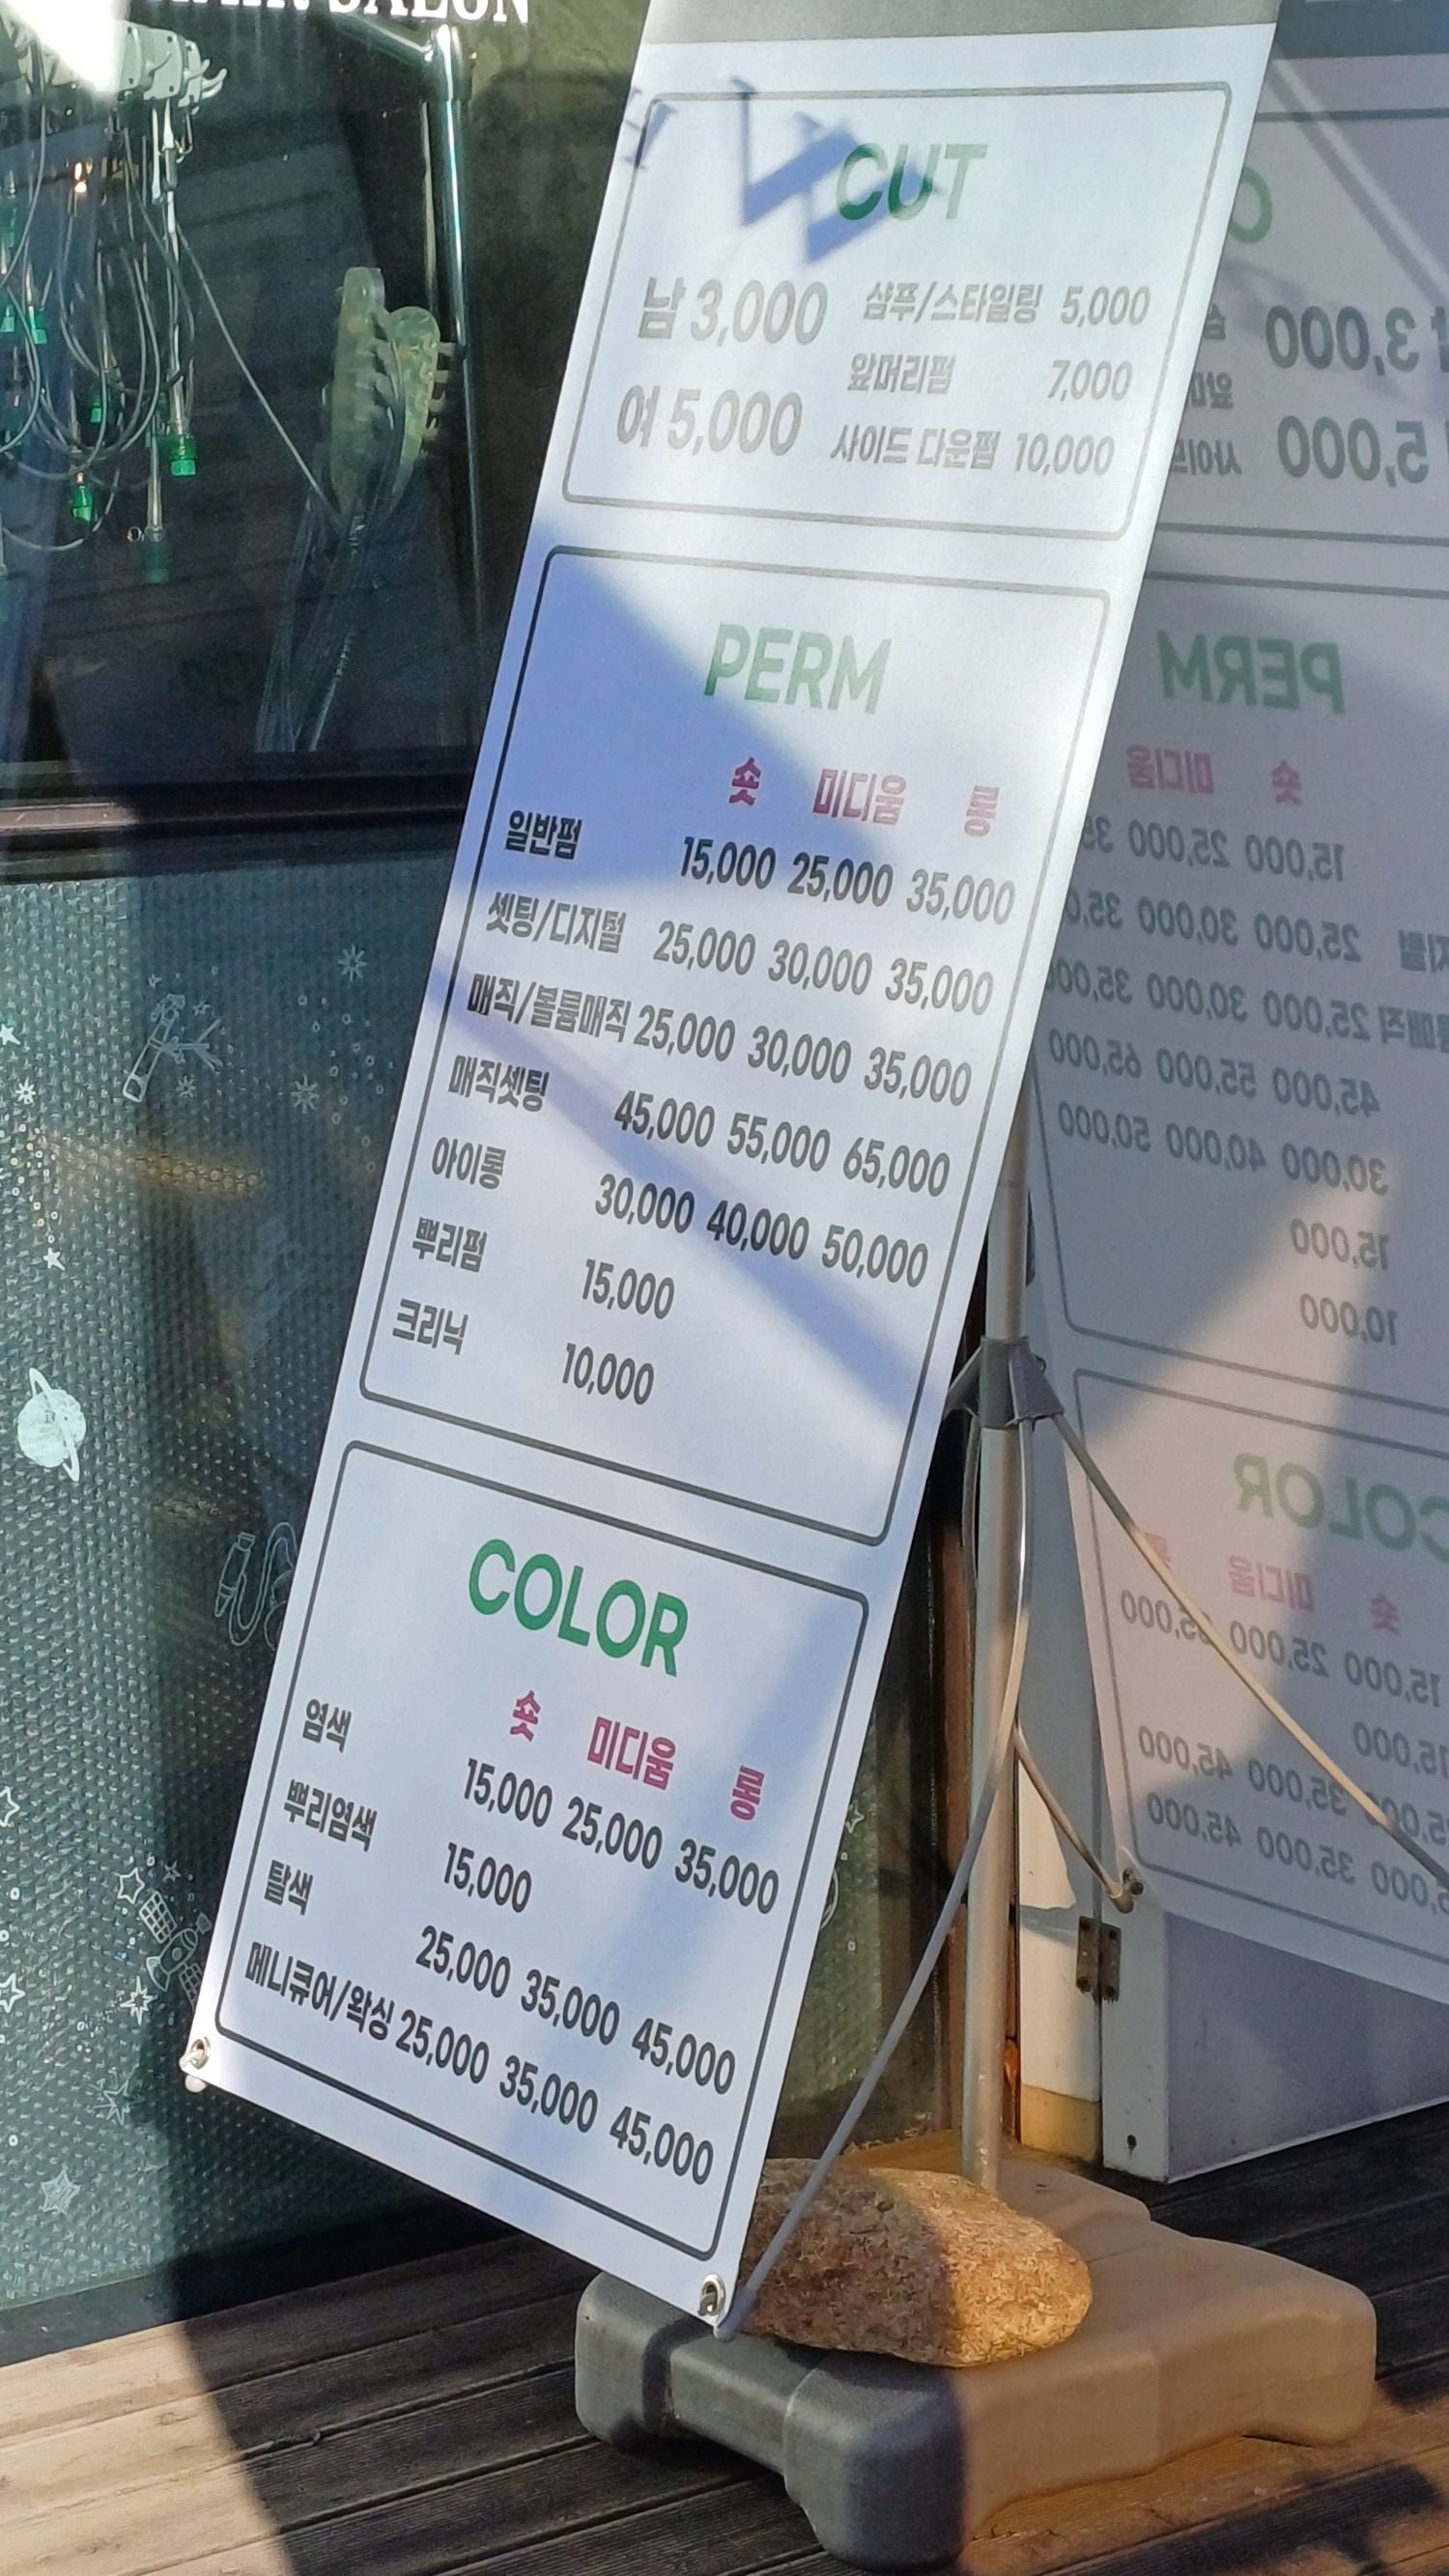 HAIR SALON
CUT
남 3,000 샴푸/스타일링 5,000
앞머리펌 7,000
여 5,000 사이드 다운펌 10,000
PERM
숏 미디움 롱
일반펌 15,000 25,000 35,000
셋팅/디지털 25,000 30,000 35,000
매직/볼륨매직 25,000 30,000 35,000
매직셋팅 45,000 55,000 65,000
아이롱 30,000 40,000 50,000
뿌리펌 15,000
크리닉 10,000
COLOR
숏 미디움 롱
염색 15,000 25,000 35,000
뿌리염색 15,000
탈색 25,000 35,000 45,000
메니큐어/왁싱 25,000 35,000 45,000